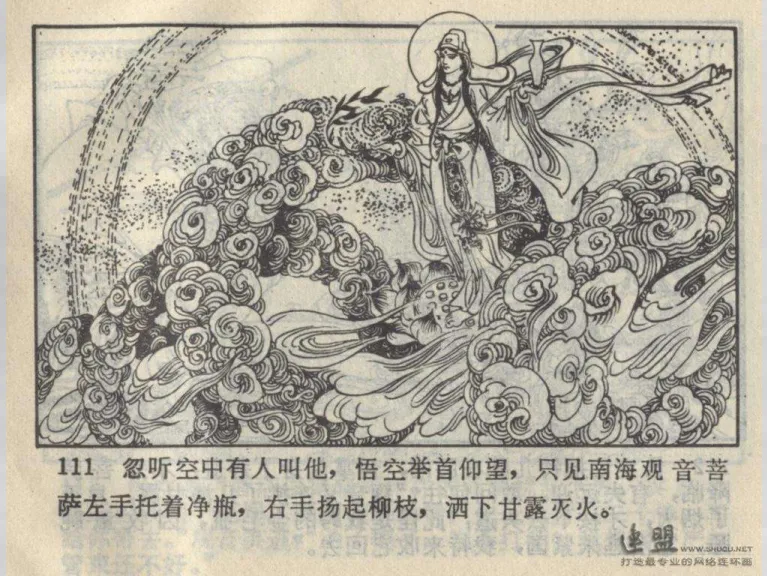 111 忽听空中有人叫他，悟空举首仰望，只见南海观音菩
萨左手托着净瓶，右手扬起柳枝，洒下甘露灭火。
连盟 WWW.SHUCU.NET
打造最专业的网络连环画